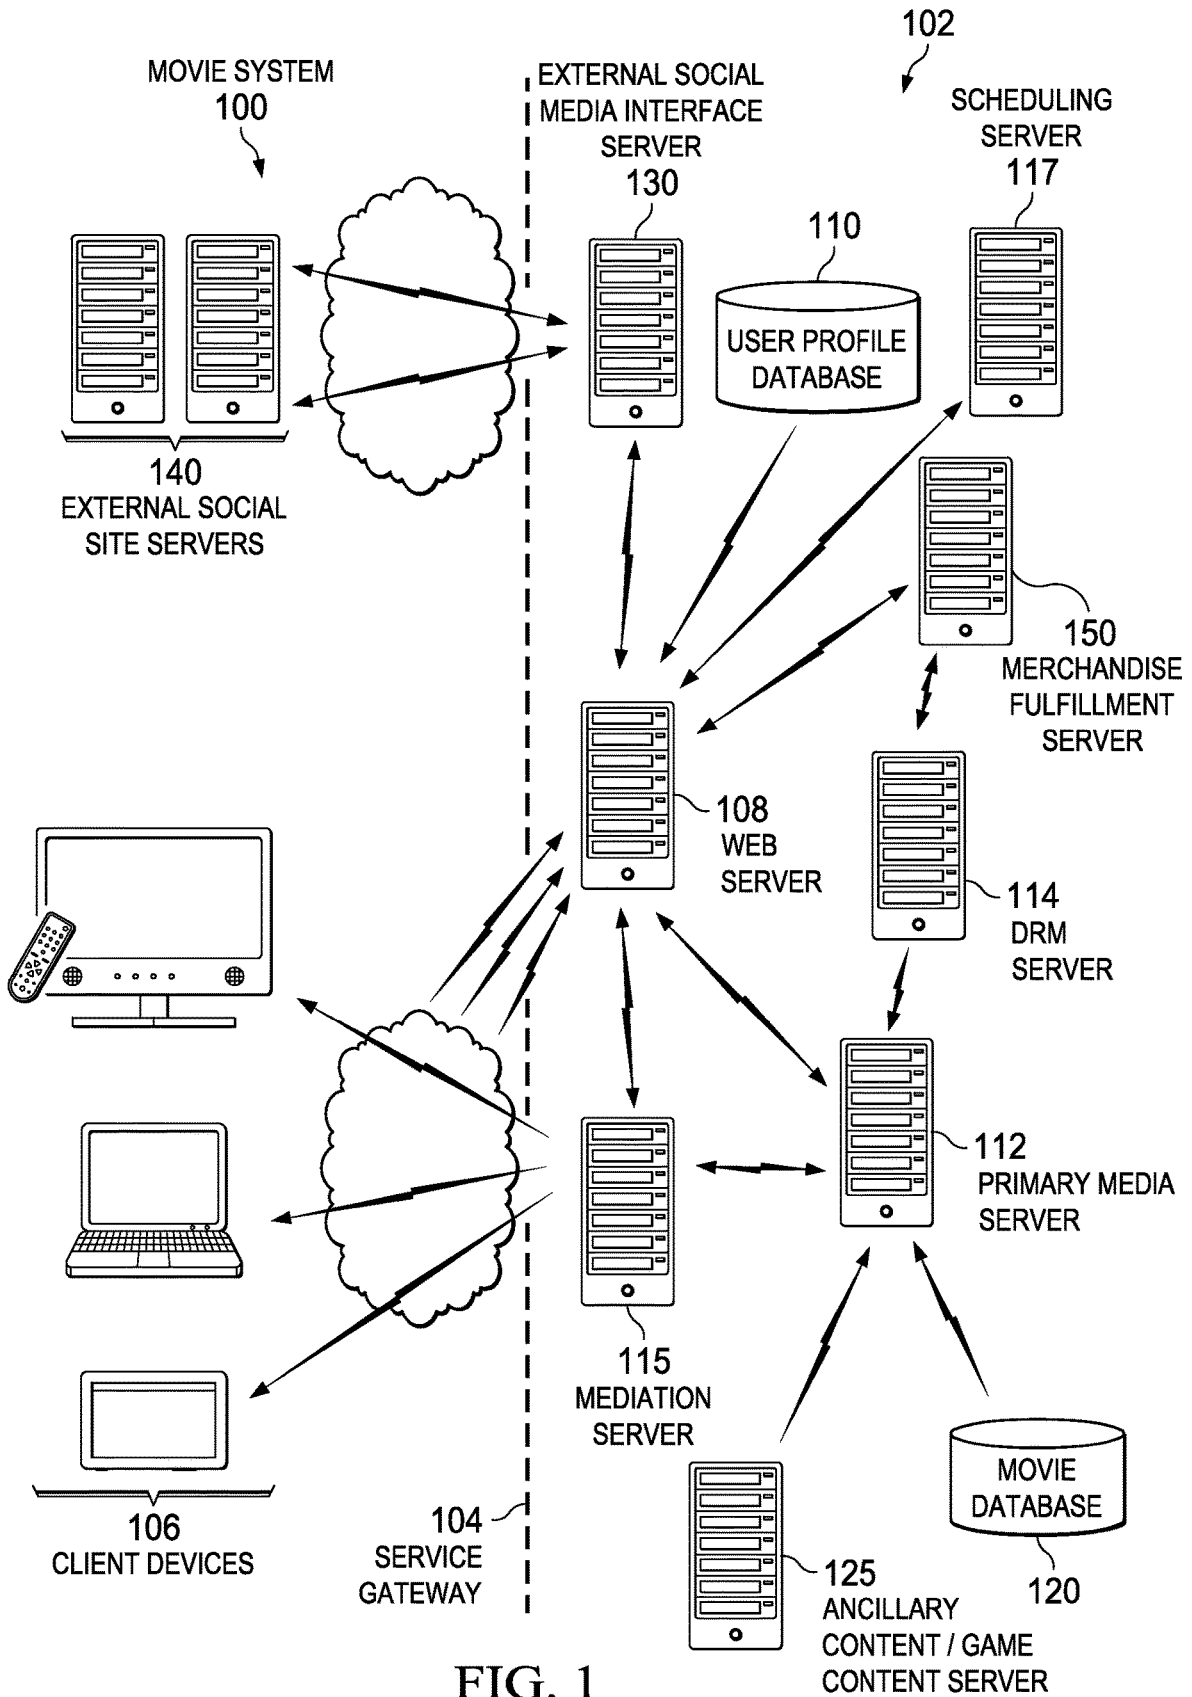 102
MOVIE SYSTEM
100
EXTERNAL SOCIAL
MEDIA INTERFACE
SERVER
130
SCHEDULING
SERVER
117
110
USER PROFILE
DATABASE
140
EXTERNAL SOCIAL
SITE SERVERS
150
MERCHANDISE
FULFILLMENT
SERVER
108
WEB
SERVER
114
DRM
SERVER
112
PRIMARY MEDIA
SERVER
115
MEDIATION
SERVER
MOVIE
DATABASE
120
106
CLIENT DEVICES
104
SERVICE
GATEWAY
125
ANCILLARY
CONTENT / GAME
CONTENT SERVER
FIG. 1